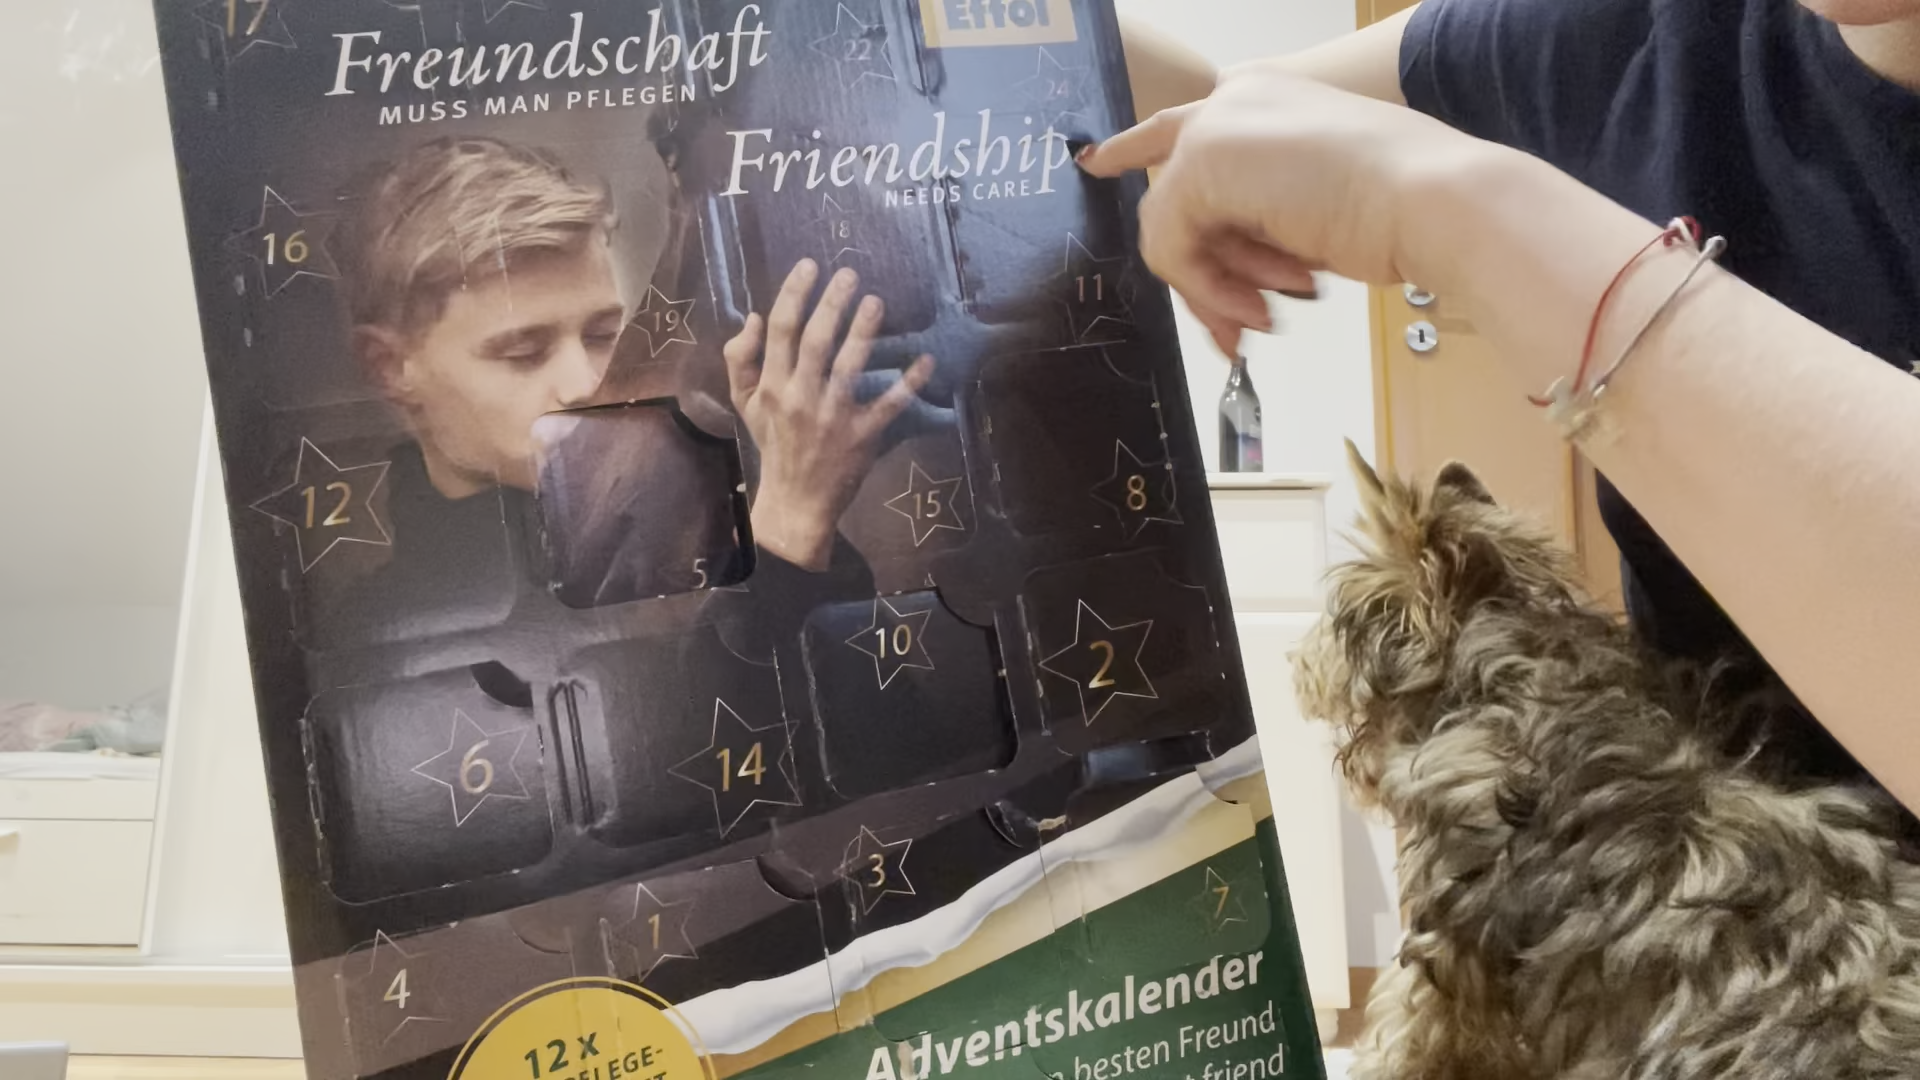 17
Freundschaft
MUSS MAN PFLEGEN
Effol
22
24
Friendship
NEEDS CARE
16
18
11
19
12
15
8
5
10
2
6
14
3
1
7
4
Adventskalender
besten Freund
friend
12 x